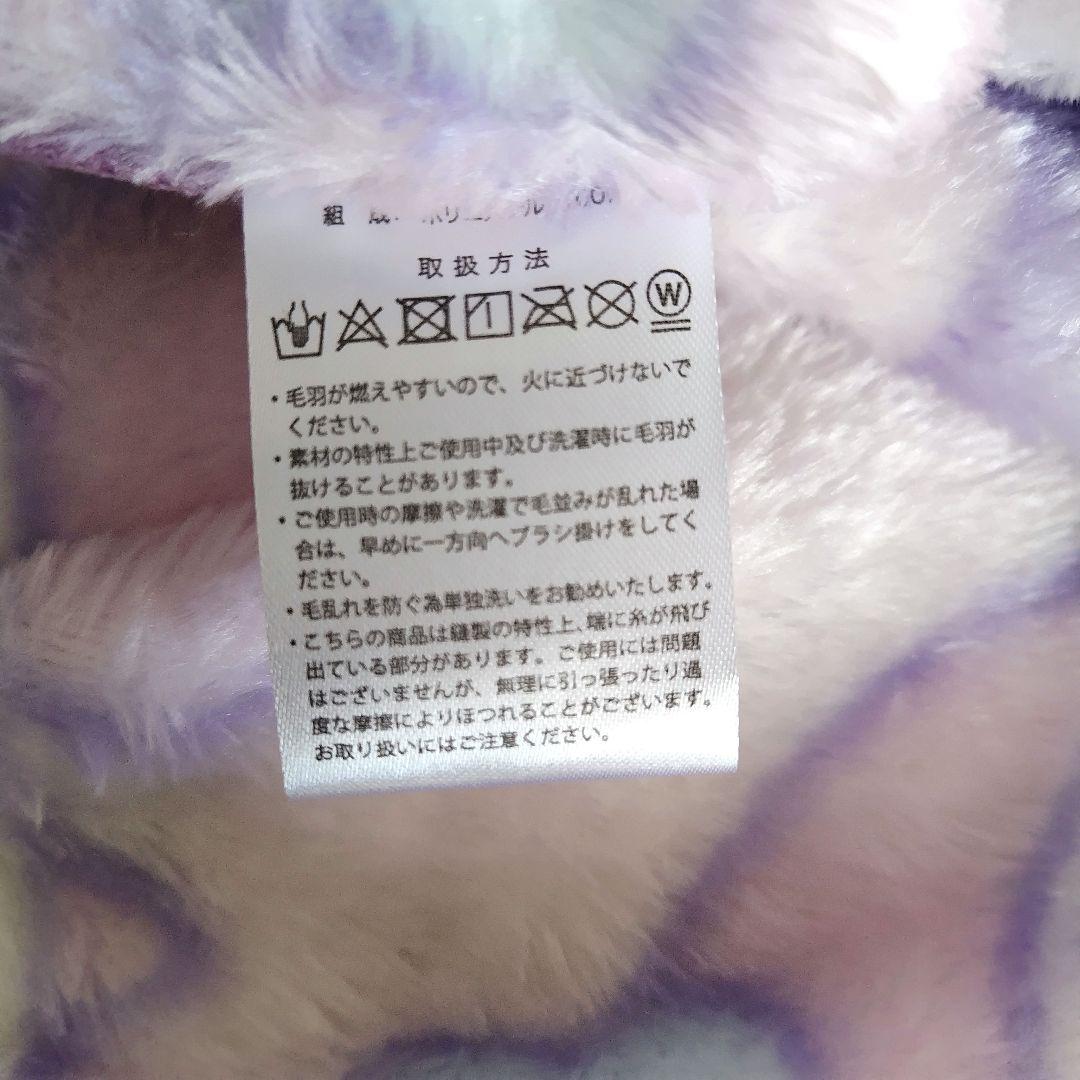 組 成:ポリエステル 100%
取扱方法
W
・毛羽が燃えやすいので、火に近づけないで
ください。
・素材の特性上ご使用中及び洗濯時に毛羽が
抜けることがあります。
・ご使用時の摩擦や洗濯で毛並みが乱れた場
合は、早めに一方向へブラシ掛けをしてく
ださい。
・毛乱れを防ぐ為単独洗いをお勧めいたします。
・こちらの商品は縫製の特性上、端に糸が飛び
出ている部分があります。ご使用には問題
はございませんが、無理に引っ張ったり過
度な摩擦によりほつれることがございます。
お取り扱いにはご注意ください。